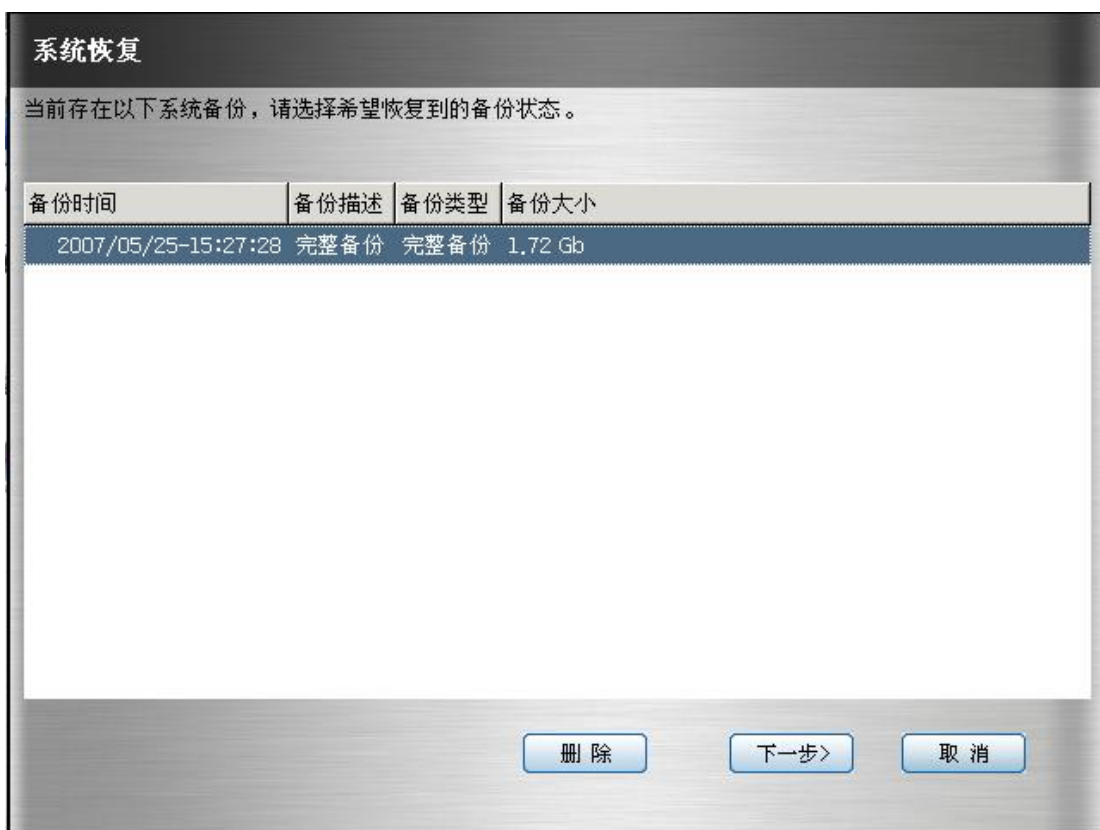 系统恢复
当前存在以下系统备份，请选择希望恢复到的备份状态。
备份时间 备份描述 备份类型 备份大小
2007/05/25-15:27:28 完整备份 完整备份 1.72 Gb
删 除 下一步> 取 消